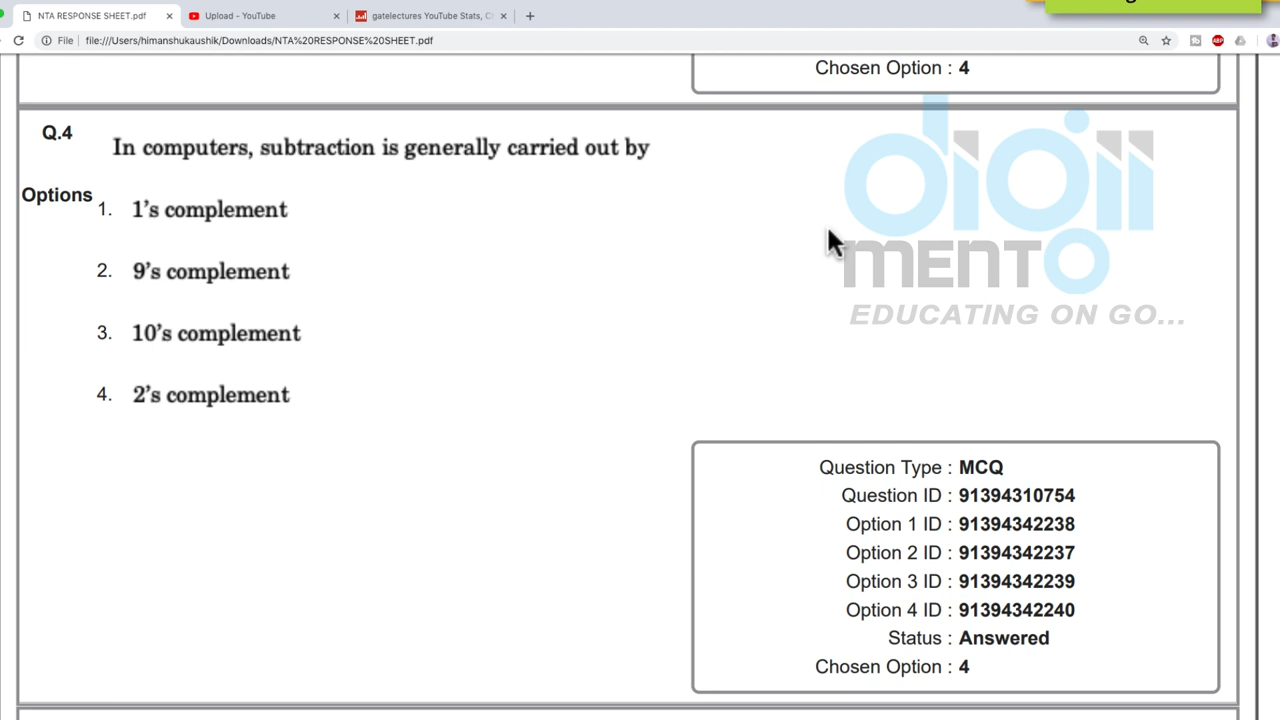 NTA RESPONSE SHEET.pdf
Upload - YouTube
gatelectures YouTube Stats, C
File
file:///Users/himanshukaushik/Downloads/NTA%20RESPONSE%20SHEET.pdf
Chosen Option : 4
Q.4
In computers, subtraction is generally carried out by
Options
1. 1's complement
2. 9's complement
3. 10's complement
4. 2's complement
digii
MENTO
EDUCATING ON GO...
Question Type : MCQ
Question ID : 91394310754
Option 1 ID : 91394342238
Option 2 ID : 91394342237
Option 3 ID : 91394342239
Option 4 ID : 91394342240
Status : Answered
Chosen Option : 4